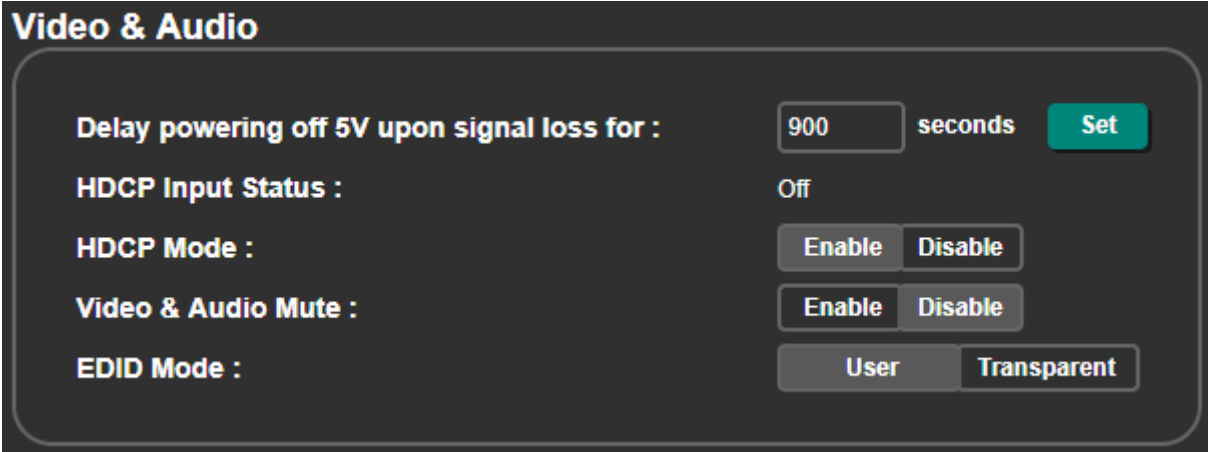 Video & Audio
Delay powering off 5V upon signal loss for : 900 seconds Set
HDCP Input Status : Off
HDCP Mode : Enable Disable
Video & Audio Mute : Enable Disable
EDID Mode : User Transparent